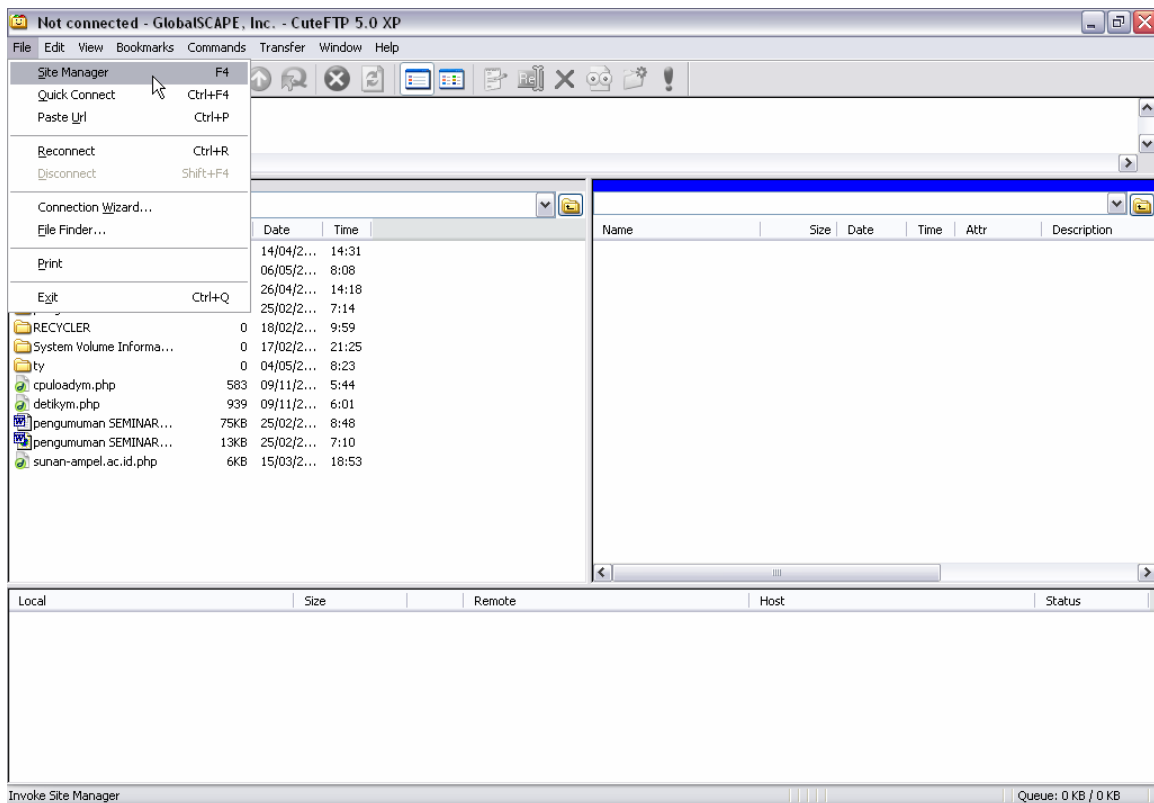 Not connected - GlobalSCAPE, Inc. - CuteFTP 5.0 XP
File Edit View Bookmarks Commands Transfer Window Help
Site Manager F4
Quick Connect Ctrl+F4
Paste Url Ctrl+P
Reconnect Ctrl+R
Disconnect Shift+F4
Connection Wizard...
File Finder...
Print
Exit Ctrl+Q
Date Time
14/04/2... 14:31
06/05/2... 8:08
26/04/2... 14:18
25/02/2... 7:14
RECYCLER 0 18/02/2... 9:59
System Volume Informa... 0 17/02/2... 21:25
ty 0 04/05/2... 8:23
cpuloadym.php 583 09/11/2... 5:44
detikym.php 939 09/11/2... 6:01
pengumuman SEMINAR... 75KB 25/02/2... 8:48
pengumuman SEMINAR... 13KB 25/02/2... 7:10
sunan-ampel.ac.id.php 6KB 15/03/2... 18:53
Name Size Date Time Attr Description
Local Size Remote Host Status
Invoke Site Manager Queue: 0 KB / 0 KB